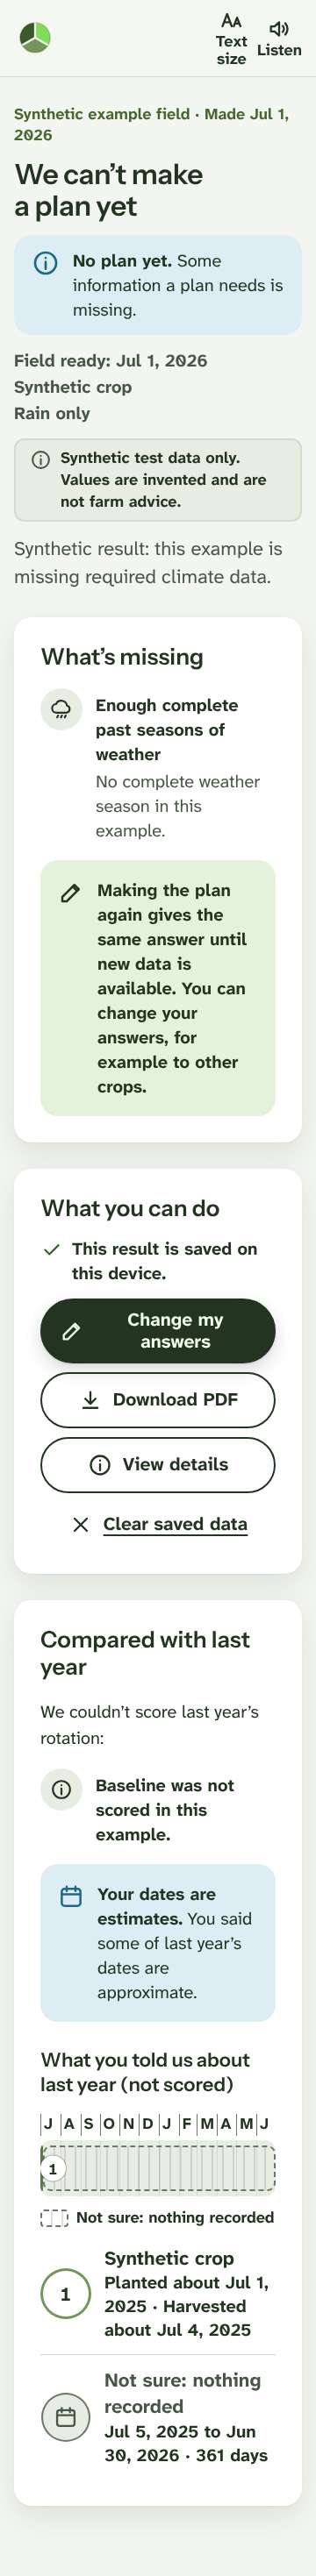 Text
size
Listen
Synthetic example field · Made Jul 1,
2026
We can’t make
a plan yet
No plan yet. Some
information a plan needs is
missing.
Field ready: Jul 1, 2026
Synthetic crop
Rain only
Synthetic test data only.
Values are invented and are
not farm advice.
Synthetic result: this example is
missing required climate data.
What’s missing
Enough complete
past seasons of
weather
No complete weather
season in this
example.
Making the plan
again gives the
same answer until
new data is
available. You can
change your
answers, for
example to other
crops.
What you can do
This result is saved on
this device.
Change my
answers
Download PDF
View details
Clear saved data
Compared with last
year
We couldn’t score last year’s
rotation:
Baseline was not
scored in this
example.
Your dates are
estimates. You said
some of last year’s
dates are
approximate.
What you told us about
last year (not scored)
J A S O N D J F M A M J
1
Not sure: nothing recorded
1
Synthetic crop
Planted about Jul 1,
2025 · Harvested
about Jul 4, 2025
Not sure: nothing
recorded
Jul 5, 2025 to Jun
30, 2026 · 361 days